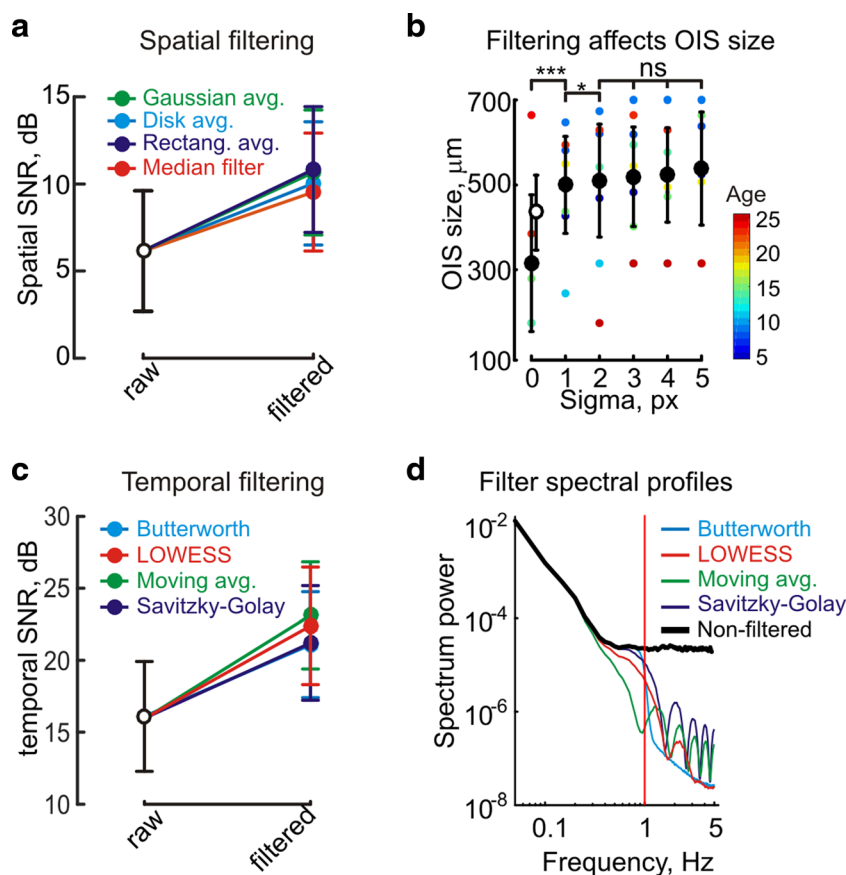 a
Spatial filtering
Spatial SNR, dB
15
10
5
0
Gaussian avg.
Disk avg.
Rectang. avg.
Median filter
raw
filtered
b
Filtering affects OIS size
***
*
ns
OIS size, μm
700
500
300
100
0 1 2 3 4 5
Sigma, px
Age
25
20
15
10
5
c
Temporal filtering
temporal SNR, dB
30
25
20
15
10
Butterworth
LOWESS
Moving avg.
Savitzky-Golay
raw
filtered
d
Filter spectral profiles
Spectrum power
10⁻²
10⁻⁴
10⁻⁶
10⁻⁸
Butterworth
LOWESS
Moving avg.
Savitzky-Golay
Non-filtered
0.1 1 5
Frequency, Hz